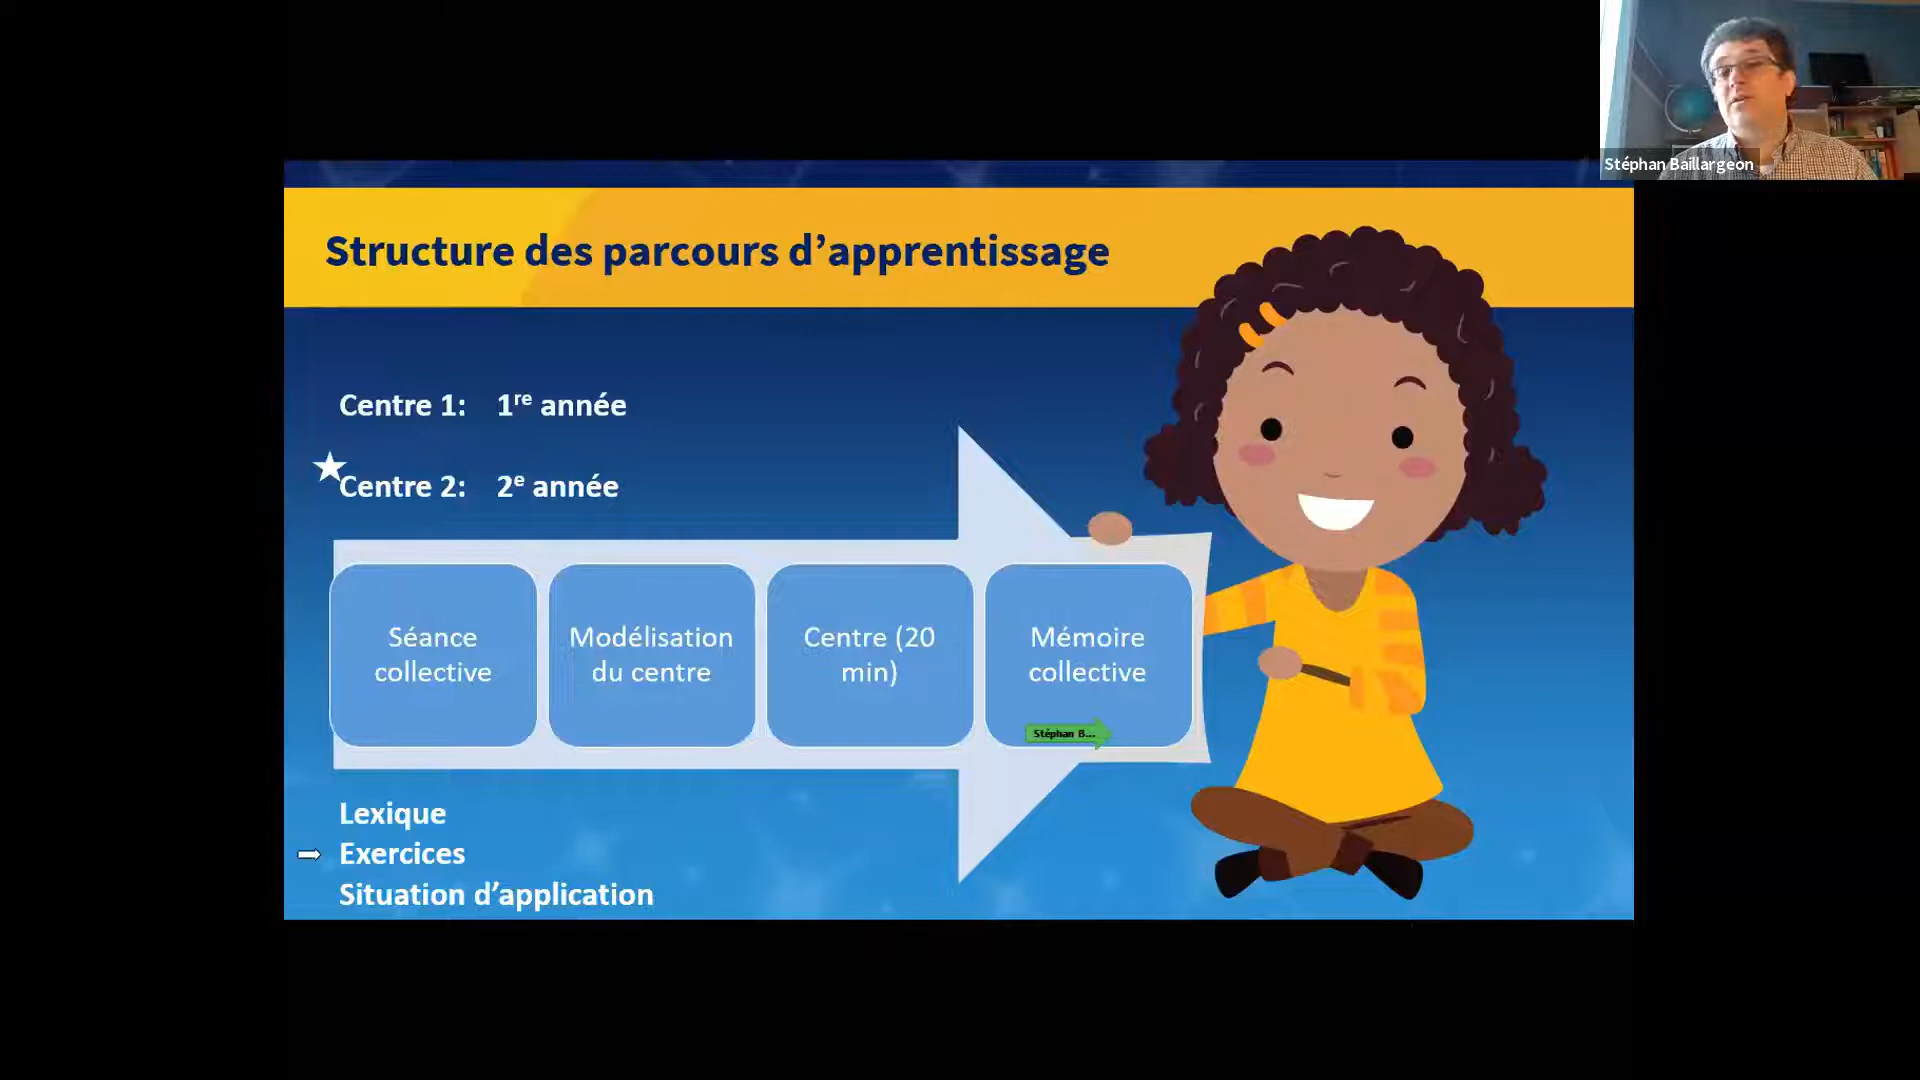 Stéphan Baillargeon
Structure des parcours d’apprentissage
Centre 1: 1re année
Centre 2: 2e année
Séance
collective
Modélisation
du centre
Centre (20
min)
Mémoire
collective
Stéphan B...
Lexique
Exercices
Situation d’application